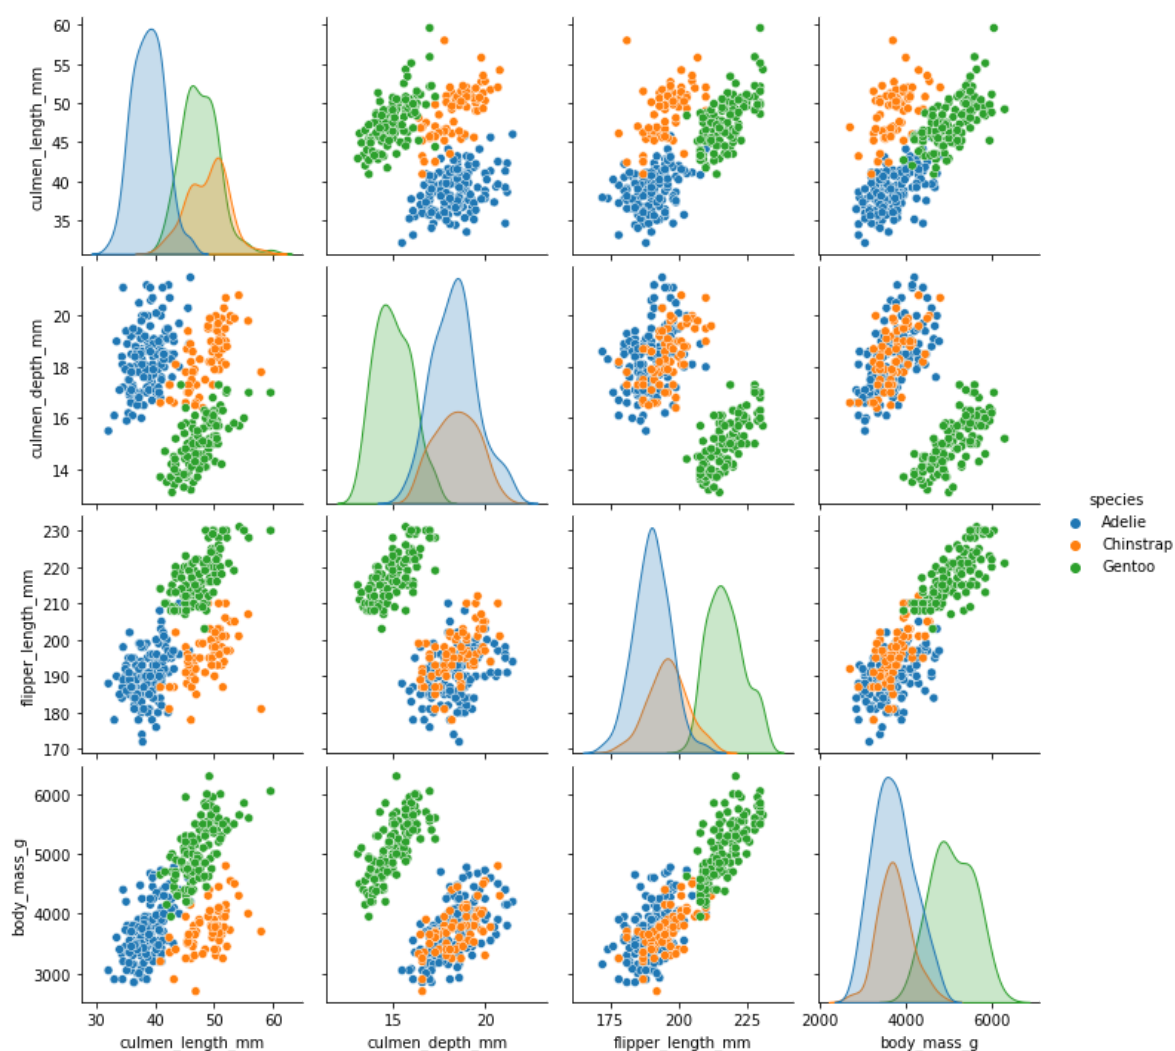 culmen_length_mm
60
55
50
45
40
35
culmen_depth_mm
20
18
16
14
flipper_length_mm
230
220
210
200
190
180
170
body_mass_g
6000
5000
4000
3000
30 40 50 60
culmen_length_mm
15 20
culmen_depth_mm
175 200 225
flipper_length_mm
2000 4000 6000
body_mass_g
species
Adelie
Chinstrap
Gentoo